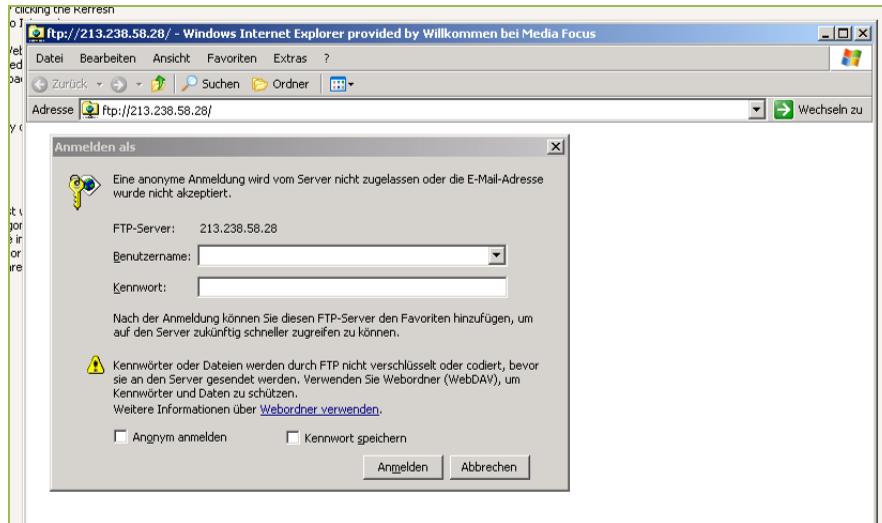 clicking the Refresh
ftp://213.238.58.28/ - Windows Internet Explorer provided by Willkommen bei Media Focus
Datei Bearbeiten Ansicht Favoriten Extras ?
Zurück Suchen Ordner
Adresse ftp://213.238.58.28/ Wechseln zu
Anmelden als
Eine anonyme Anmeldung wird vom Server nicht zugelassen oder die E-Mail-Adresse
wurde nicht akzeptiert.
FTP-Server: 213.238.58.28
Benutzername:
Kennwort:
Nach der Anmeldung können Sie diesen FTP-Server den Favoriten hinzufügen, um
auf den Server zukünftig schneller zugreifen zu können.
Kennwörter oder Dateien werden durch FTP nicht verschlüsselt oder codiert, bevor
sie an den Server gesendet werden. Verwenden Sie Webordner (WebDAV), um
Kennwörter und Daten zu schützen.
Weitere Informationen über Webordner verwenden.
Anonym anmelden Kennwort speichern
Anmelden Abbrechen